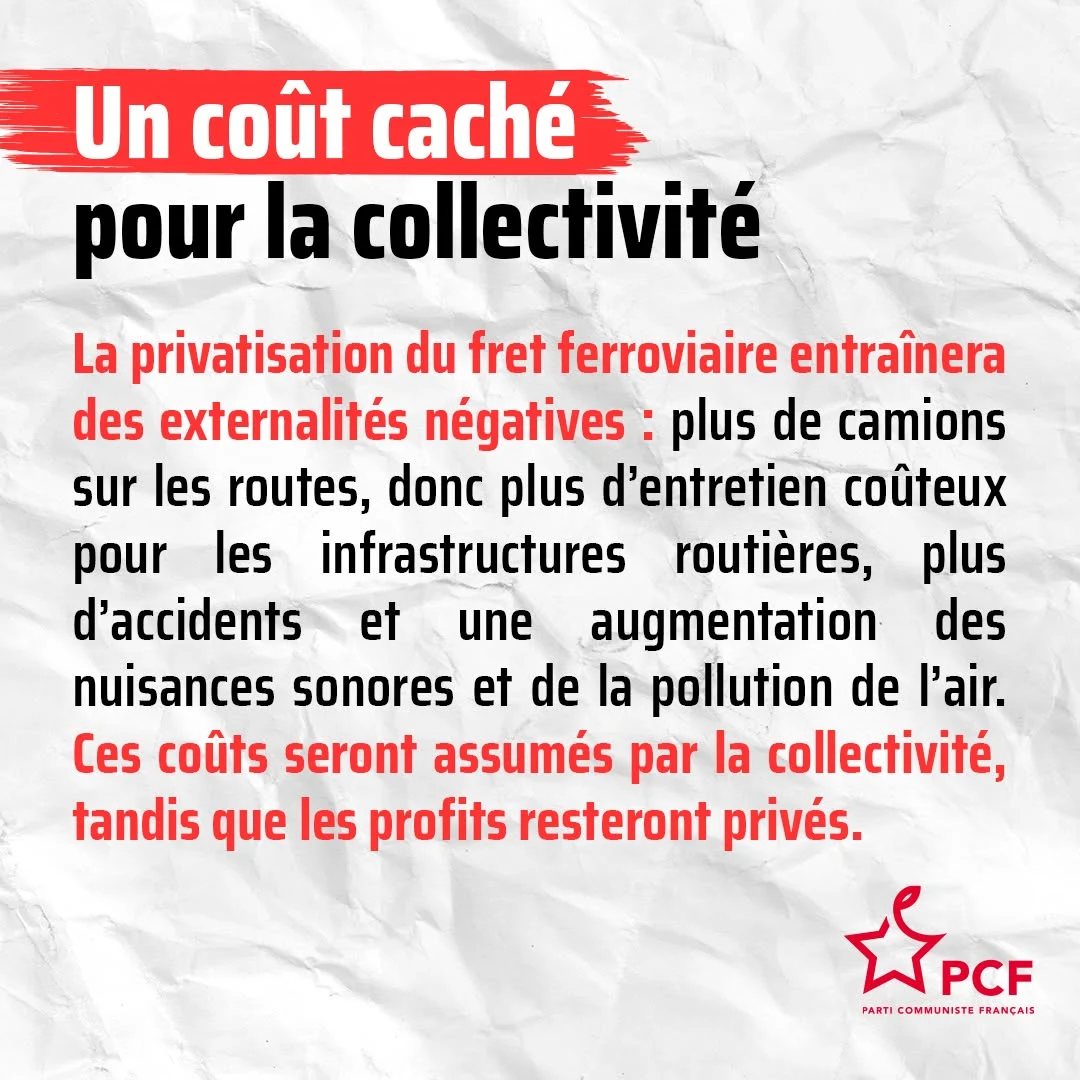 Un coût caché
pour la collectivité
La privatisation du fret ferroviaire entraînera
des externalités négatives : plus de camions
sur les routes, donc plus d’entretien coûteux
pour les infrastructures routières, plus
d’accidents et une augmentation des
nuisances sonores et de la pollution de l’air.
Ces coûts seront assumés par la collectivité,
tandis que les profits resteront privés.
PCF
PARTI COMMUNISTE FRANÇAIS